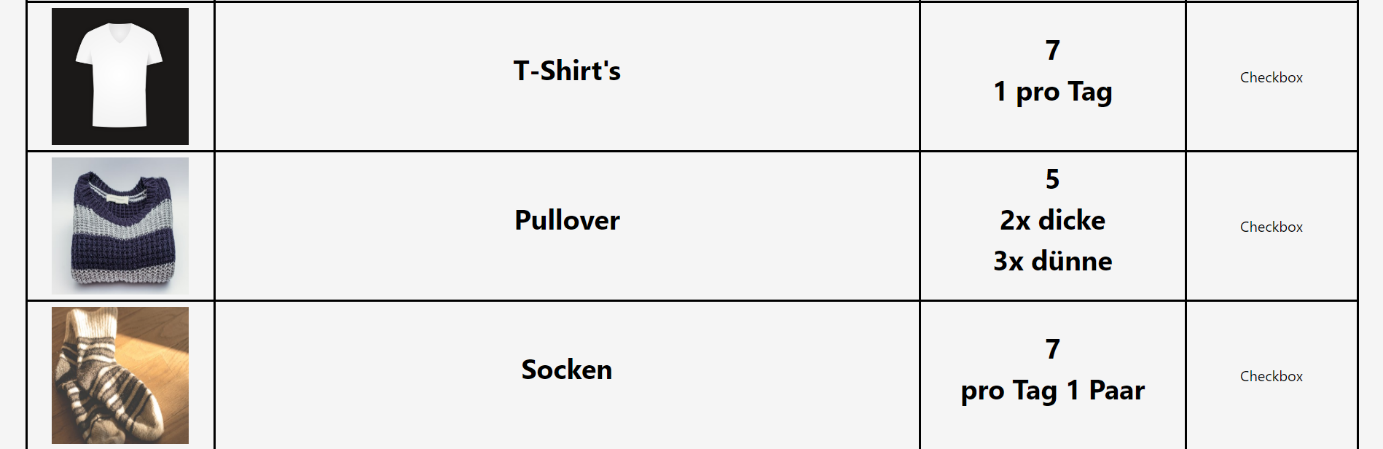 T-Shirt's
7
1 pro Tag
Checkbox
Pullover
5
2x dicke
3x dünne
Checkbox
Socken
7
pro Tag 1 Paar
Checkbox